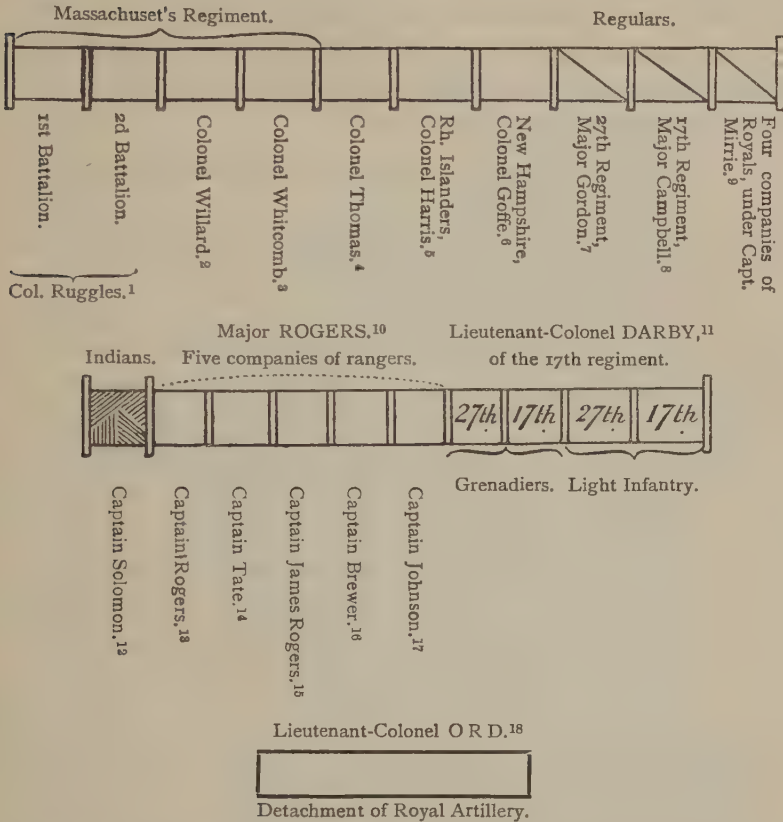 Massachuset's Regiment.
Regulars.
1st Battalion.
2d Battalion.
Colonel Willard.²
Colonel Whitcomb.³
Colonel Thomas.⁴
Rh. Islanders,
Colonel Harris.⁵
New Hampshire,
Colonel Goffe.⁶
27th Regiment,
Major Gordon.⁷
17th Regiment,
Major Campbell.⁸
Four companies of
Royals, under Capt.
Mirrie.⁹
Col. Ruggles.¹
Major ROGERS.¹⁰
Lieutenant-Colonel DARBY,¹¹
Indians.
Five companies of rangers.
of the 17th regiment.
27th
17th
27th
17th
Grenadiers.
Light Infantry.
Captain Solomon.¹²
Captain Rogers.¹³
Captain Tate.¹⁴
Captain James Rogers.¹⁵
Captain Brewer.¹⁶
Captain Johnson.¹⁷
Lieutenant-Colonel ORD.¹⁸
Detachment of Royal Artillery.